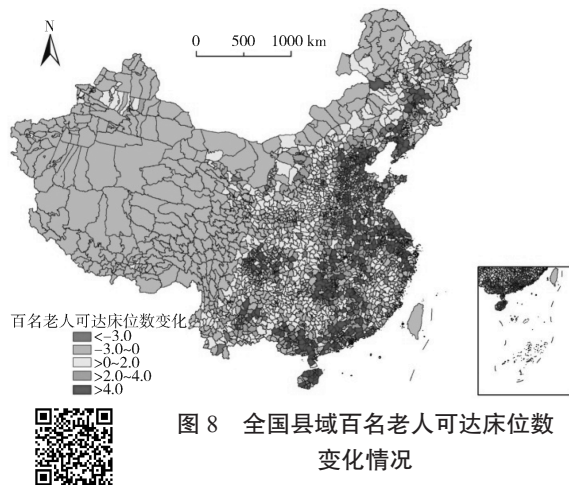 N
0 500 1000 km
百名老人可达床位数变化
<-3.0
-3.0~0
>0~2.0
>2.0~4.0
>4.0
图 8 全国县域百名老人可达床位数
变化情况